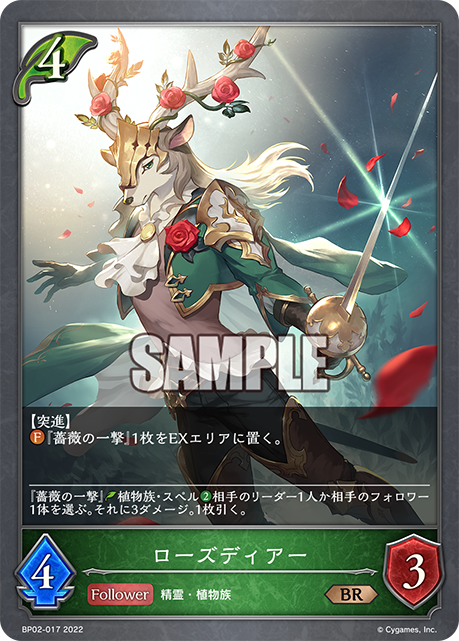 4
SAMPLE
【突進】
F『薔薇の一撃』1枚をEXエリアに置く。
『薔薇の一撃』植物族・スペル2相手のリーダー1人か相手のフォロワー
1体を選ぶ。それに3ダメージ。1枚引く。
ローズディアー
4
Follower 精霊・植物族 BR
3
BP02-017 2022 © Cygames, Inc.